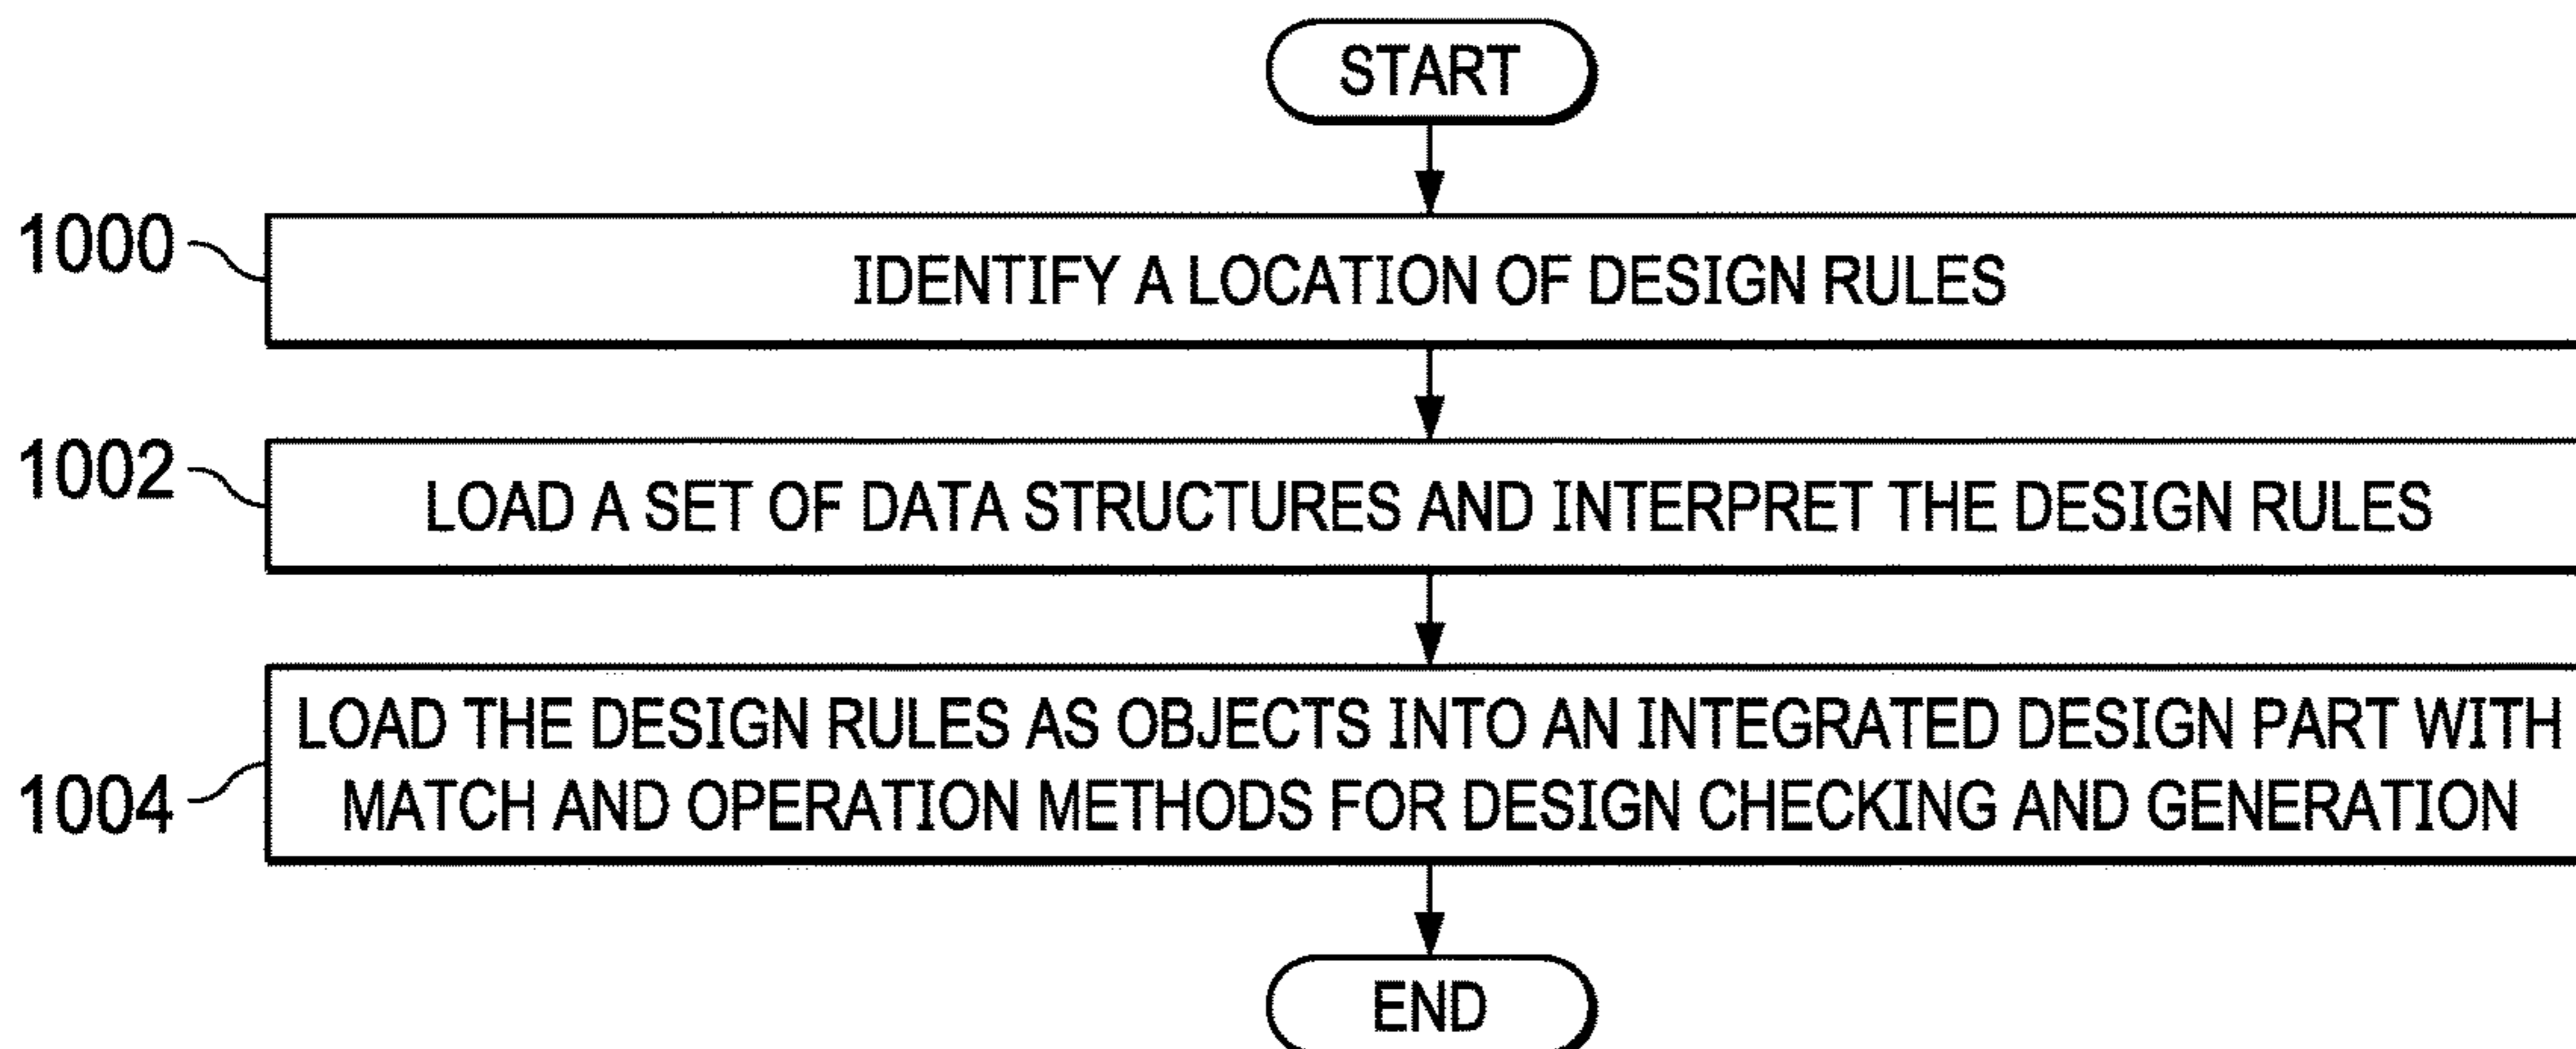 START
1000
IDENTIFY A LOCATION OF DESIGN RULES
1002
LOAD A SET OF DATA STRUCTURES AND INTERPRET THE DESIGN RULES
1004
LOAD THE DESIGN RULES AS OBJECTS INTO AN INTEGRATED DESIGN PART WITH
MATCH AND OPERATION METHODS FOR DESIGN CHECKING AND GENERATION
END